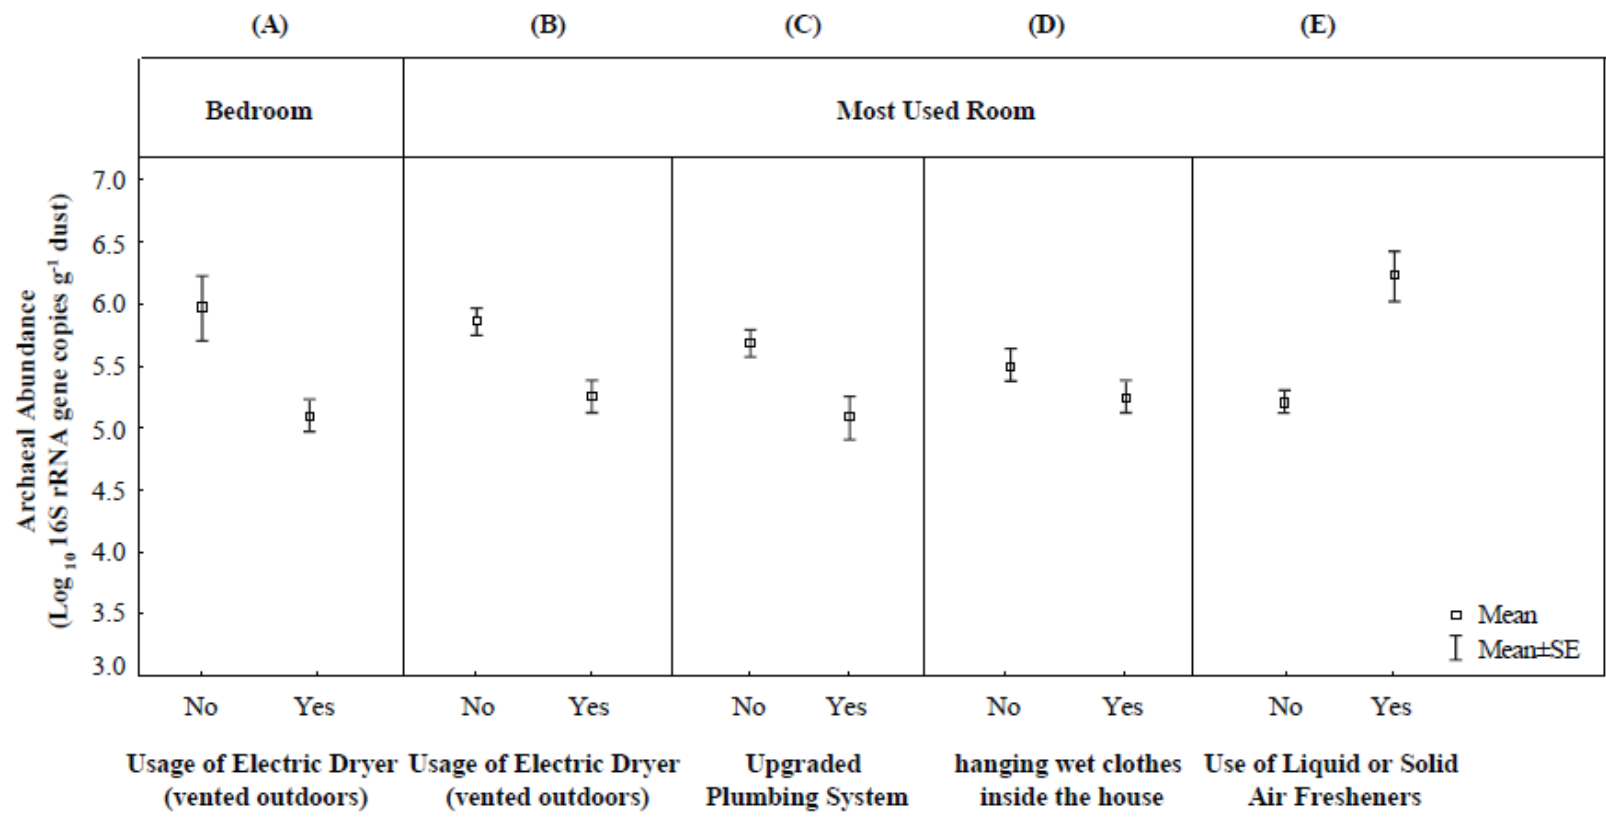 (A) (B) (C) (D) (E)
Bedroom Most Used Room
Archaeal Abundance
(Log 10 16S rRNA gene copies g-1 dust)
7.0
6.5
6.0
5.5
5.0
4.5
4.0
3.5
3.0
Mean
Mean±SE
No Yes No Yes No Yes No Yes No Yes
Usage of Electric Dryer
(vented outdoors)
Usage of Electric Dryer
(vented outdoors)
Upgraded
Plumbing System
hanging wet clothes
inside the house
Use of Liquid or Solid
Air Fresheners